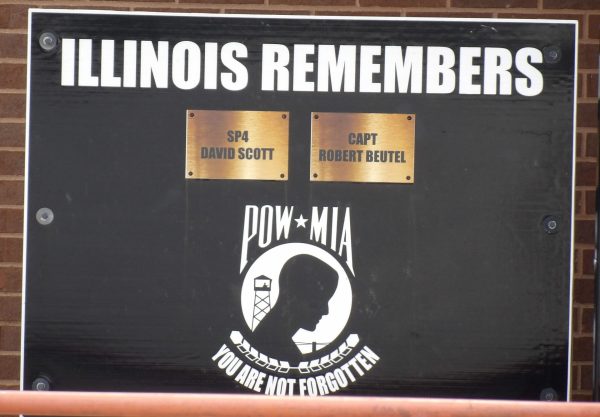 ILLINOIS REMEMBERS
SP4
DAVID SCOTT
CAPT
ROBERT BEUTEL
POW★MIA
YOU ARE NOT FORGOTTEN